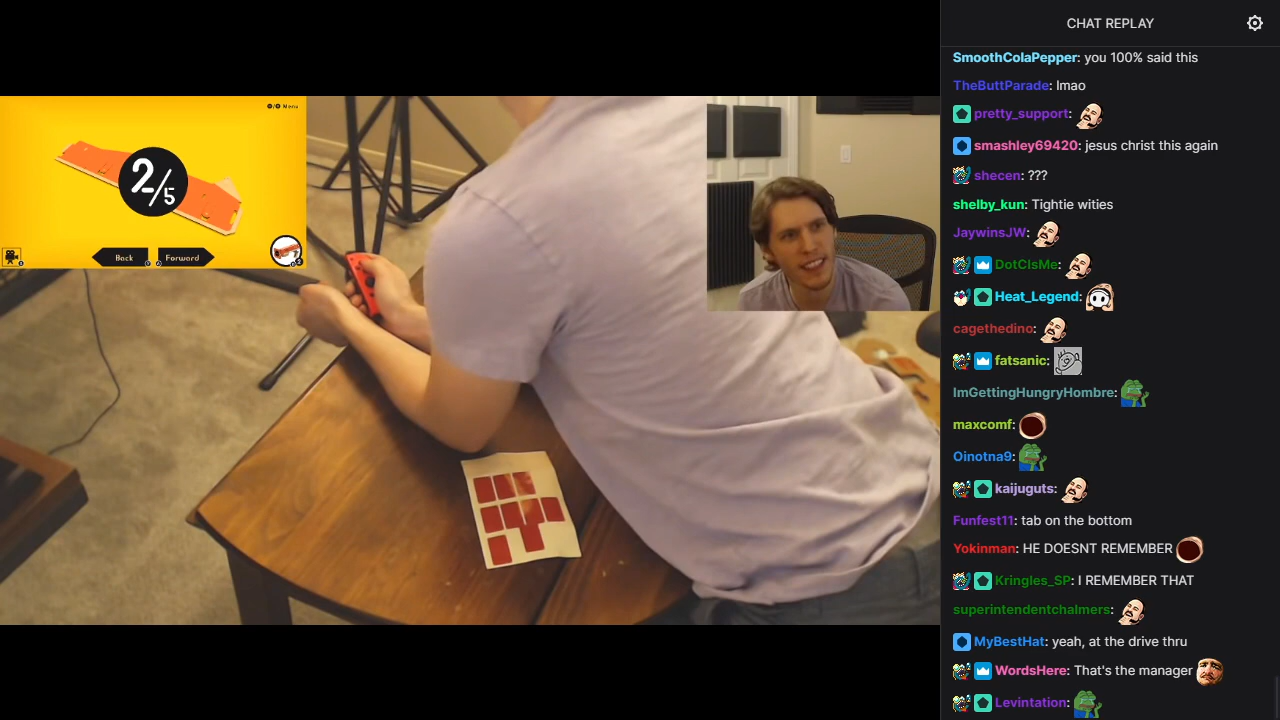 Menu
2/5
Back
Forward
CHAT REPLAY
SmoothColaPepper: you 100% said this
TheButtParade: lmao
pretty_support:
smashley69420: jesus christ this again
shecen: ???
shelby_kun: Tightie wities
JaywinsJW:
DotClsMe:
Heat_Legend:
cagethedino:
fatsanic:
ImGettingHungryHombre:
maxcomf:
Oinotna9:
kaijuguts:
Funfest11: tab on the bottom
Yokinman: HE DOESNT REMEMBER
Kringles_SP: I REMEMBER THAT
superintendentchalmers:
MyBestHat: yeah, at the drive thru
WordsHere: That's the manager
Levintation: